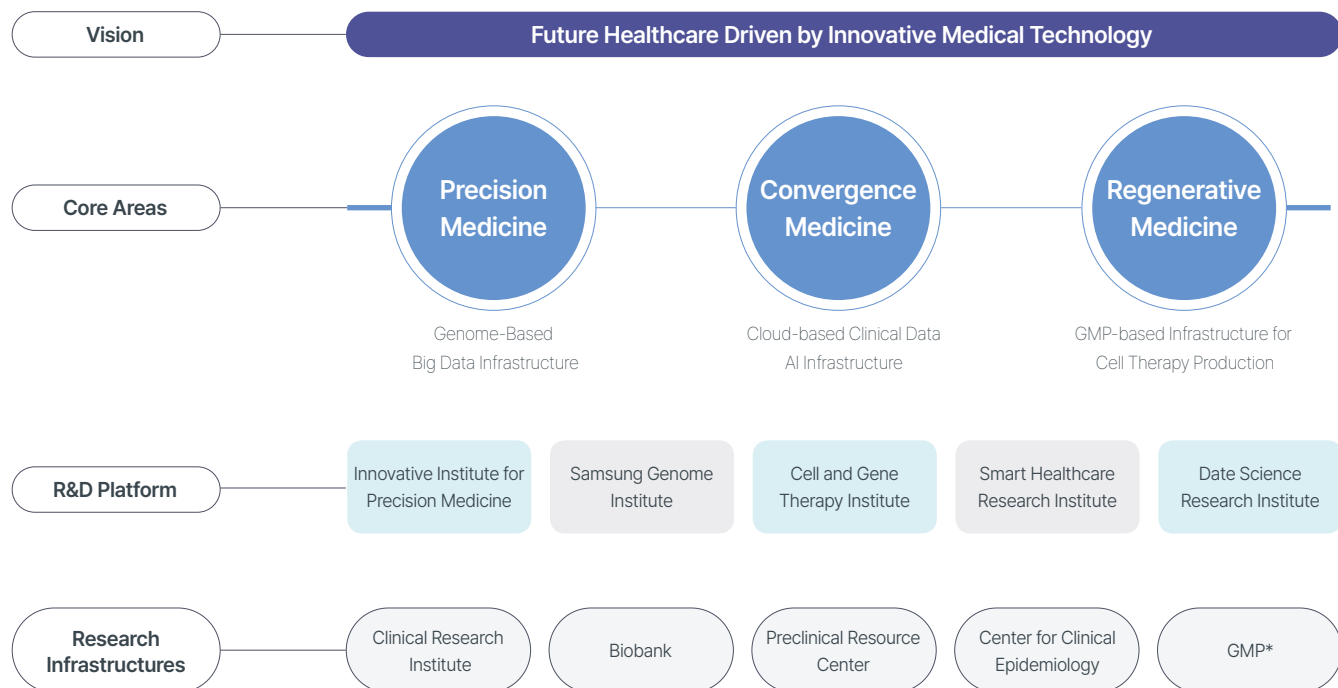 Vision
Future Healthcare Driven by Innovative Medical Technology
Core Areas
Precision
Medicine
Convergence
Medicine
Regenerative
Medicine
Genome-Based
Big Data Infrastructure
Cloud-based Clinical Data
AI Infrastructure
GMP-based Infrastructure for
Cell Therapy Production
R&D Platform
Innovative Institute for
Precision Medicine
Samsung Genome
Institute
Cell and Gene
Therapy Institute
Smart Healthcare
Research Institute
Date Science
Research Institute
Research
Infrastructures
Clinical Research
Institute
Biobank
Preclinical Resource
Center
Center for Clinical
Epidemiology
GMP*